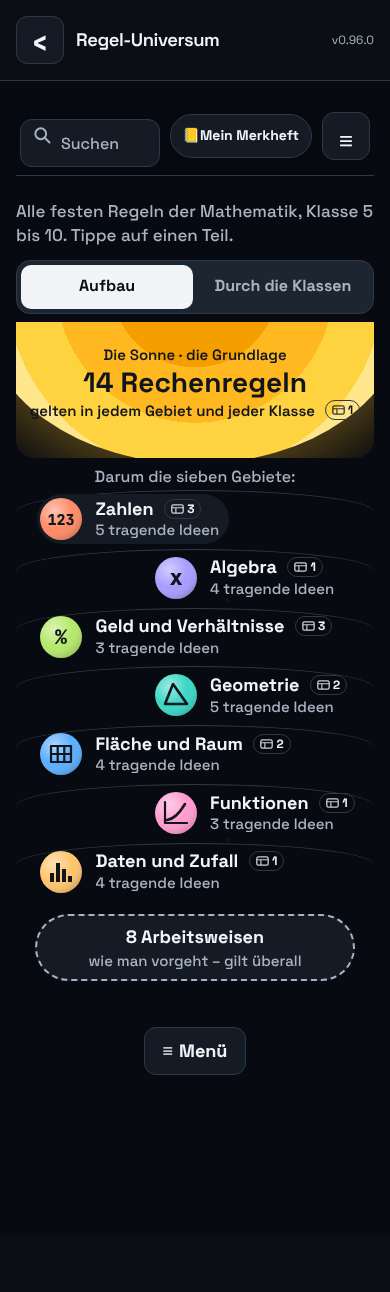 <
Regel-Universum
v0.96.0
Suchen
Mein Merkheft
≡
Alle festen Regeln der Mathematik, Klasse 5
bis 10. Tippe auf einen Teil.
Aufbau
Durch die Klassen
Die Sonne · die Grundlage
14 Rechenregeln
gelten in jedem Gebiet und jeder Klasse 1
Darum die sieben Gebiete:
123
Zahlen 3
5 tragende Ideen
x
Algebra 1
4 tragende Ideen
%
Geld und Verhältnisse 3
3 tragende Ideen
Geometrie 2
5 tragende Ideen
Fläche und Raum 2
4 tragende Ideen
Funktionen 1
3 tragende Ideen
Daten und Zufall 1
4 tragende Ideen
8 Arbeitsweisen
wie man vorgeht – gilt überall
≡ Menü